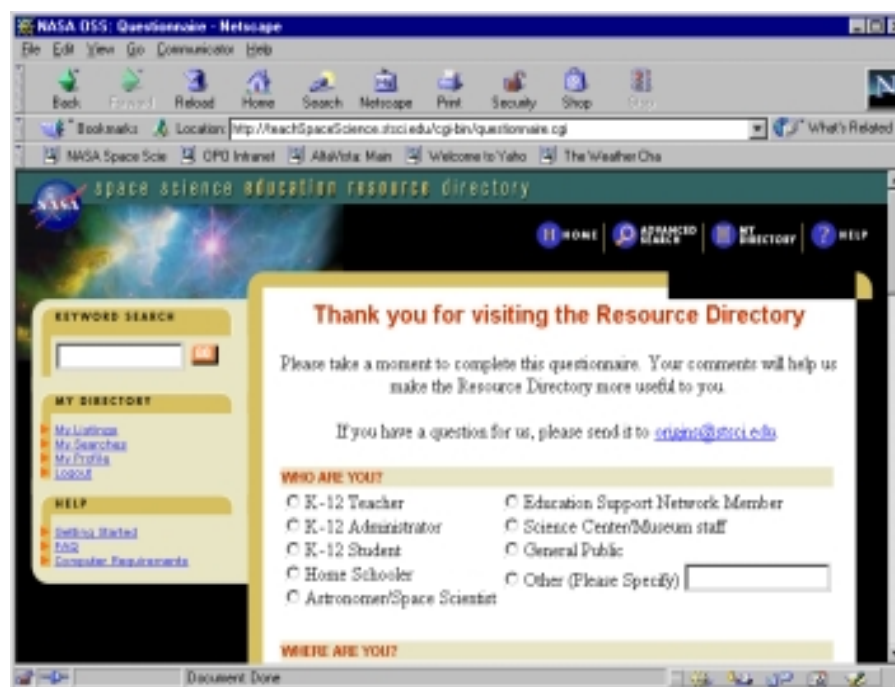 NASA OSS: Questionnaire - Netscape
File Edit View Go Communicator Help
Back Forward Reload Home Search Netscape Print Security Shop Stop
Bookmarks Location: http://teachSpaceScience.stsci.edu/cgi-bin/questionnaire.cgi What's Related
NASA Space Scie OPO Intranet AltaVista: Main Welcome to Yaho The Weather Cha
space science education resource directory
NASA
HOME ADVANCED SEARCH MY DIRECTORY ? HELP
KEYWORD SEARCH
GO
MY DIRECTORY
My Listings
My Searches
My Profile
Logout
HELP
Getting Started
FAQ
Computer Requirements
Thank you for visiting the Resource Directory
Please take a moment to complete this questionnaire. Your comments will help us
make the Resource Directory more useful to you.
If you have a question for us, please send it to origins@stsci.edu.
WHO ARE YOU?
K-12 Teacher
K-12 Administrator
K-12 Student
Home Schooler
Astronomer/Space Scientist
Education Support Network Member
Science Center/Museum staff
General Public
Other (Please Specify)
WHERE ARE YOU?
Document Done